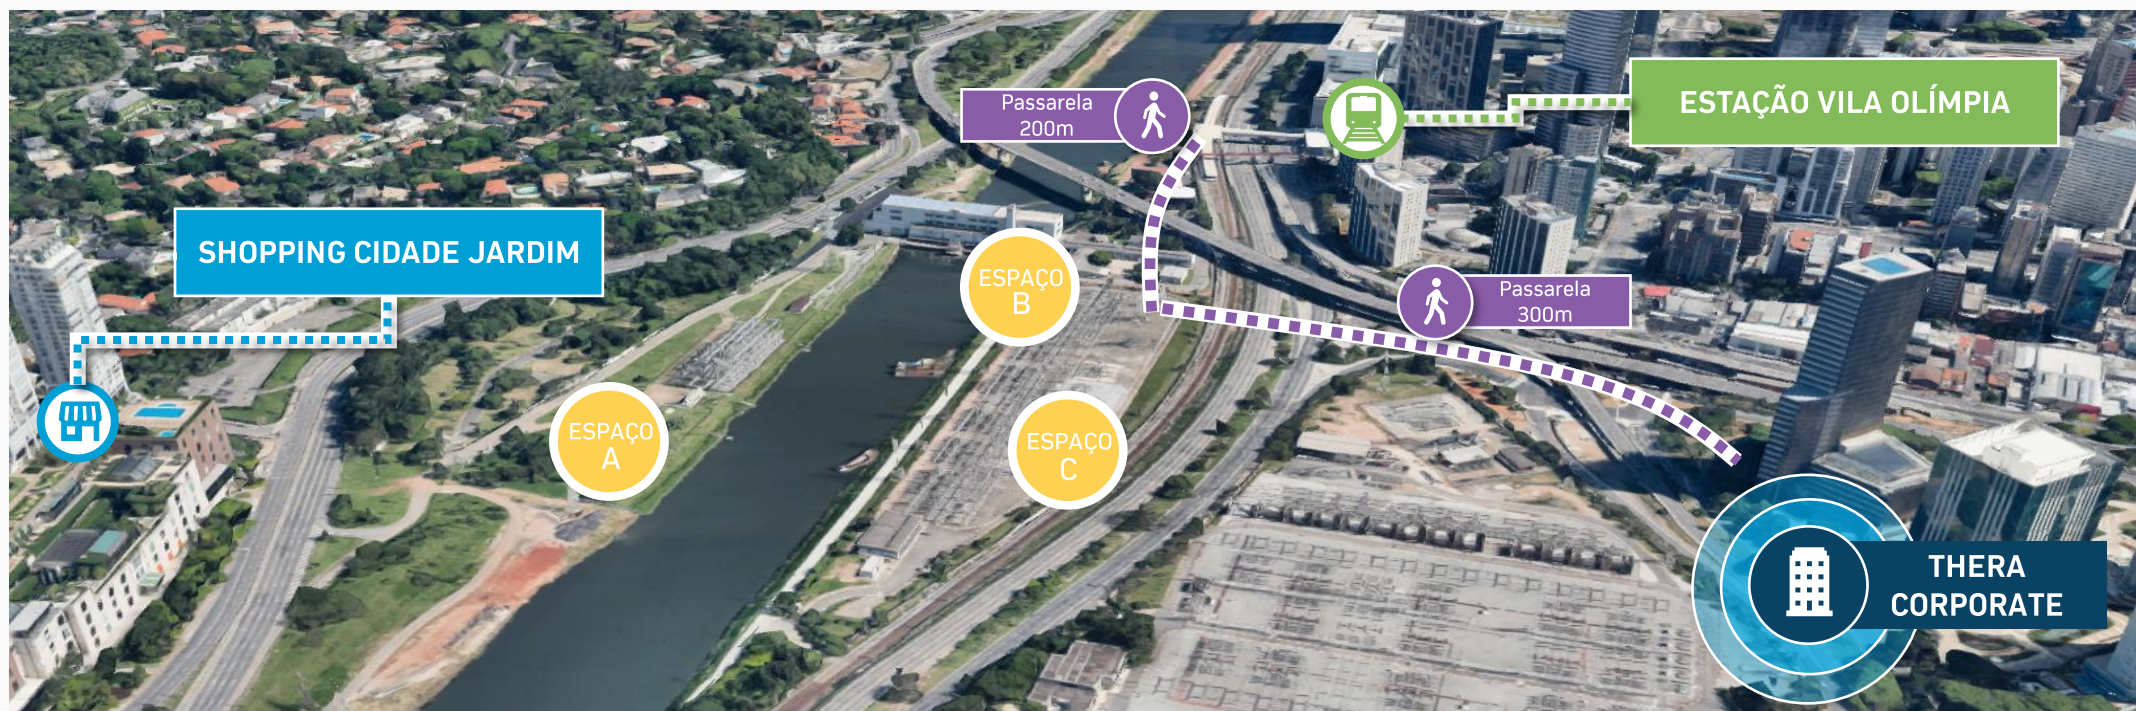 Passarela
200m
ESTAÇÃO VILA OLÍMPIA
SHOPPING CIDADE JARDIM
ESPAÇO
B
Passarela
300m
ESPAÇO
A
ESPAÇO
C
THERA
CORPORATE